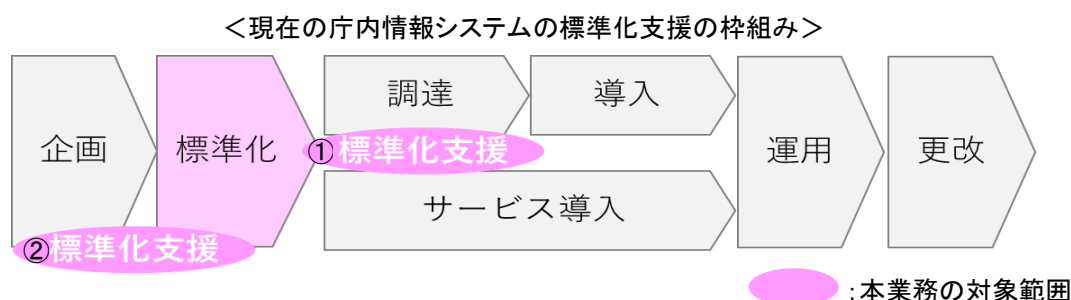 ＜現在の庁内情報システムの標準化支援の枠組み＞
企画
標準化
調達
導入
①標準化支援
サービス導入
運用
更改
②標準化支援
：本業務の対象範囲